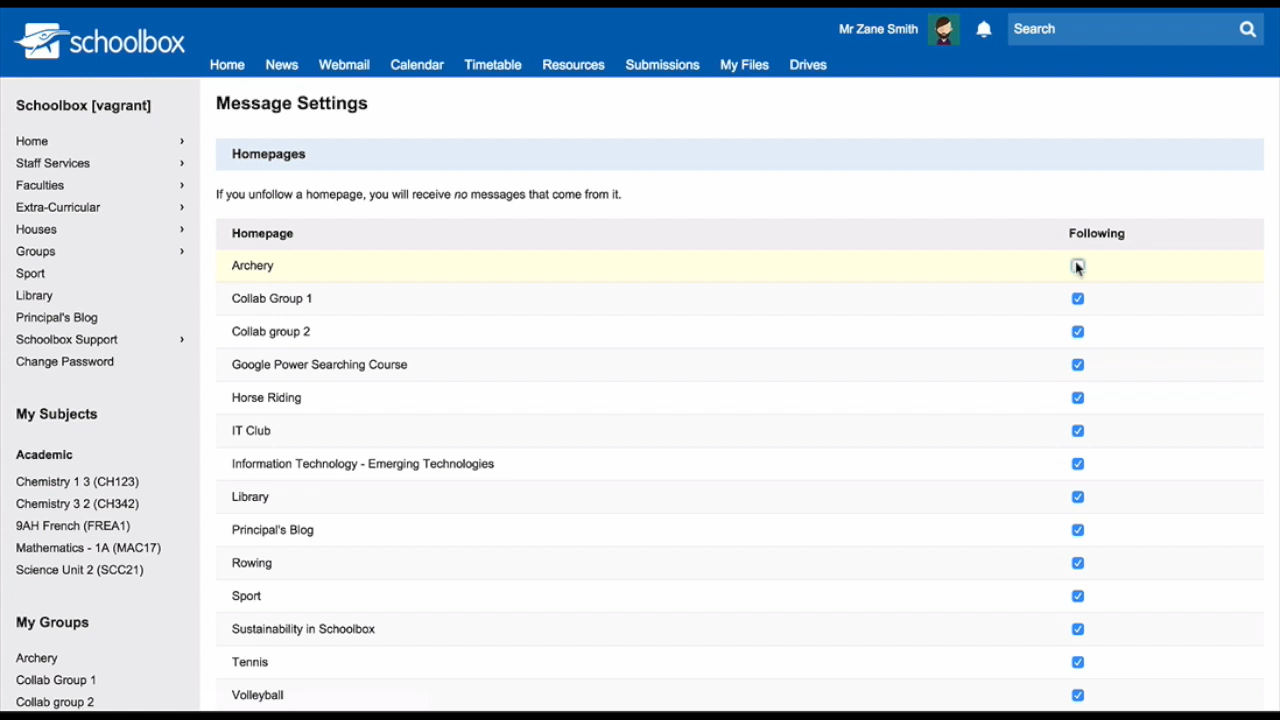 schoolbox
Mr Zane Smith
Search
Home News Webmail Calendar Timetable Resources Submissions My Files Drives
Schoolbox [vagrant]
Home
Staff Services
Faculties
Extra-Curricular
Houses
Groups
Sport
Library
Principal's Blog
Schoolbox Support
Change Password
My Subjects
Academic
Chemistry 1 3 (CH123)
Chemistry 3 2 (CH342)
9AH French (FREA1)
Mathematics - 1A (MAC17)
Science Unit 2 (SCC21)
My Groups
Archery
Collab Group 1
Collab group 2
Message Settings
Homepages
If you unfollow a homepage, you will receive no messages that come from it.
Homepage Following
Archery
Collab Group 1
Collab group 2
Google Power Searching Course
Horse Riding
IT Club
Information Technology - Emerging Technologies
Library
Principal's Blog
Rowing
Sport
Sustainability in Schoolbox
Tennis
Volleyball